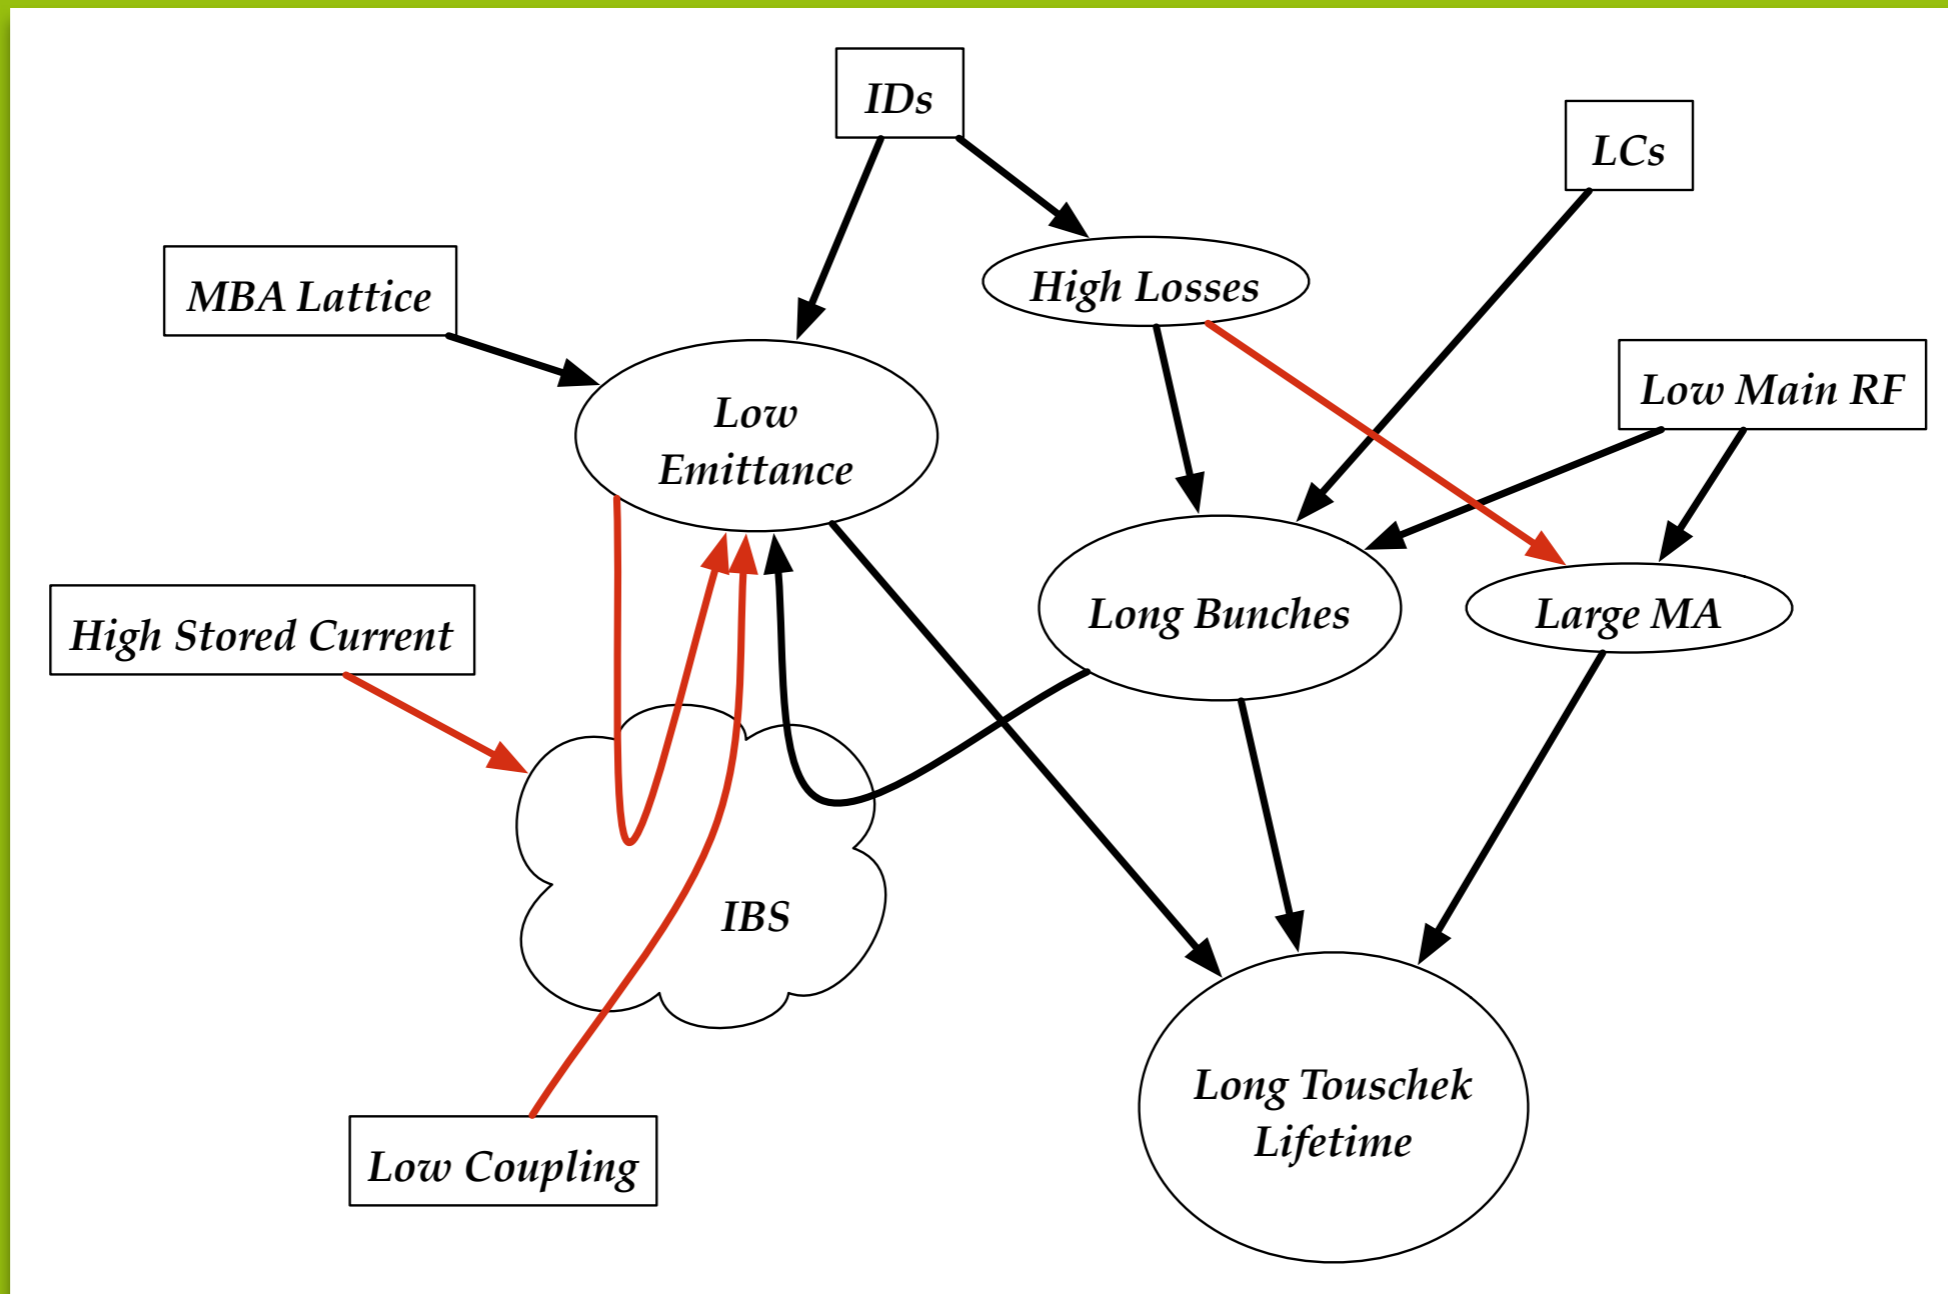 IDs
LCs
MBA Lattice
High Losses
Low Main RF
Low
Emittance
High Stored Current
Long Bunches
Large MA
IBS
Long Touschek
Lifetime
Low Coupling